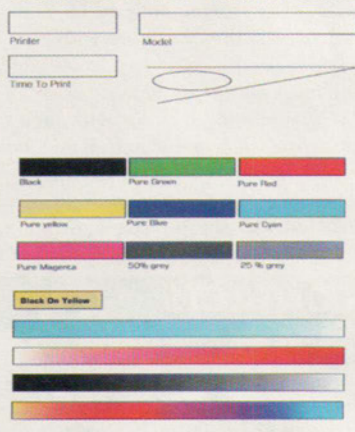 Printer
Model
Time To Print
Black
Pure Green
Pure Red
Pure yellow
Pure Blue
Pure Cyan
Pure Magenta
50% grey
25 % grey
Black On Yellow